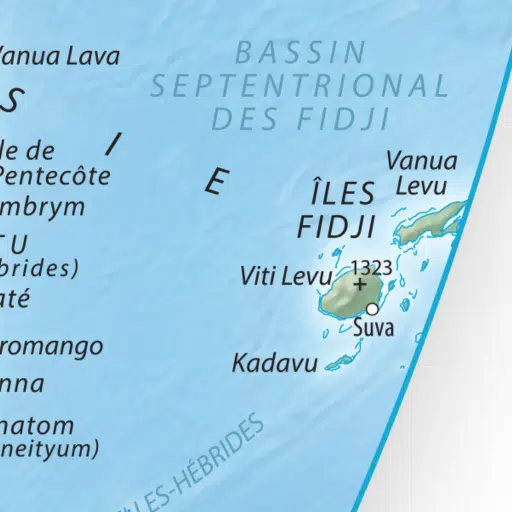 Vanua Lava
BASSIN
SEPTENTRIONAL
DES FIDJI
S
I
E
le de
Pentecôte
mbrym
TU
brides)
até
romango
nna
natom
neityum)
Vanua
Levu
ÎLES
FIDJI
Viti Levu
1323
Suva
Kadavu
LES-HÉBRIDES